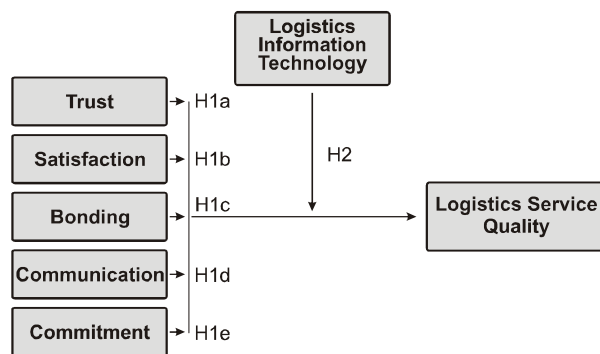 Logistics
Information
Technology
Trust
H1a
Satisfaction
H1b
H2
Bonding
H1c
Logistics Service
Quality
Communication
H1d
Commitment
H1e